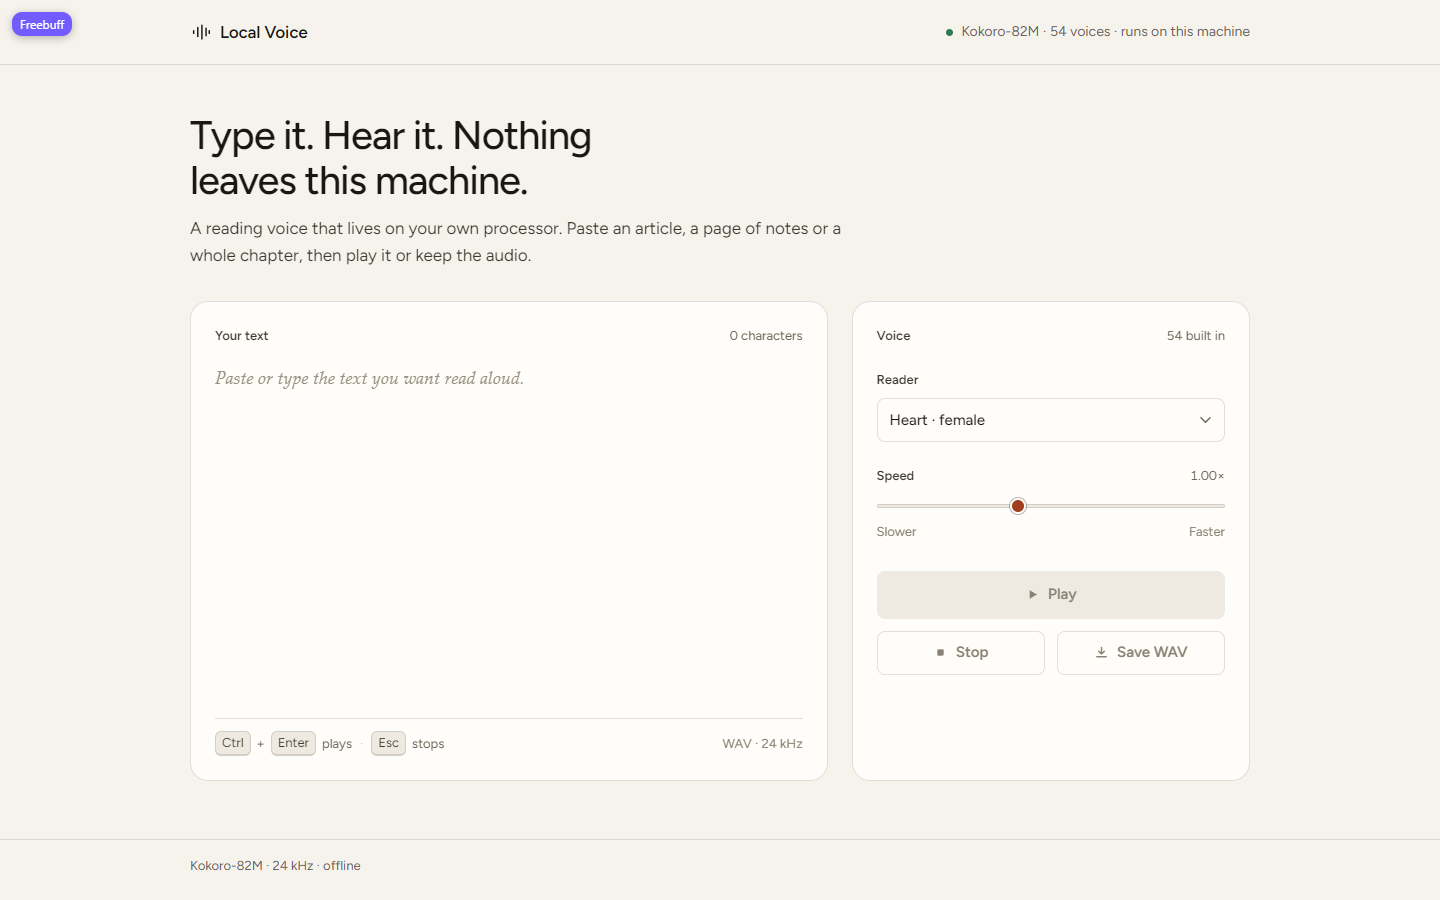 Freebuff
Local Voice
Kokoro-82M · 54 voices · runs on this machine
Type it. Hear it. Nothing
leaves this machine.
A reading voice that lives on your own processor. Paste an article, a page of notes or a
whole chapter, then play it or keep the audio.
Your text
0 characters
Paste or type the text you want read aloud.
Ctrl + Enter plays · Esc stops
WAV · 24 kHz
Voice
54 built in
Reader
Heart · female
Speed
1.00×
Slower
Faster
Play
Stop
Save WAV
Kokoro-82M · 24 kHz · offline